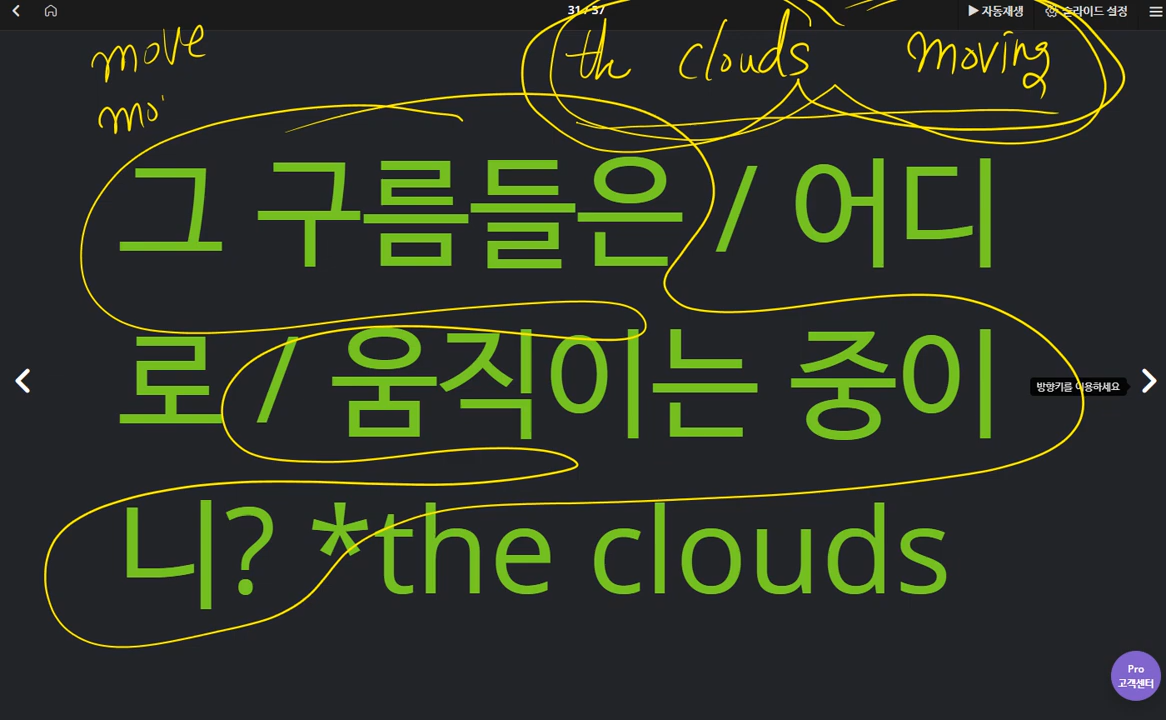 31 / 37
▶ 자동재생
슬라이드 설정
move
the clouds moving
mo
그 구름들은 / 어디
로 / 움직이는 중이
방향키를 이용하세요
니? *the clouds
Pro
고객센터